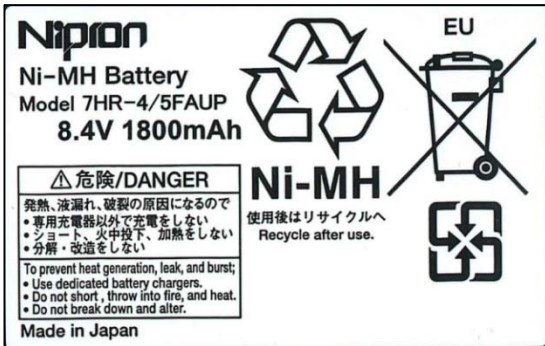 Nipron
Ni-MH Battery
Model 7HR-4/5FAUP
8.4V 1800mAh
⚠危険/DANGER
発熱、液漏れ、破裂の原因になるので
• 専用充電器以外で充電をしない
• ショート、火中投下、加熱をしない
• 分解・改造をしない
To prevent heat generation, leak, and burst;
• Use dedicated battery chargers.
• Do not short , throw into fire, and heat.
• Do not break down and alter.
Made in Japan
Ni-MH
使用後はリサイクルへ
Recycle after use.
EU